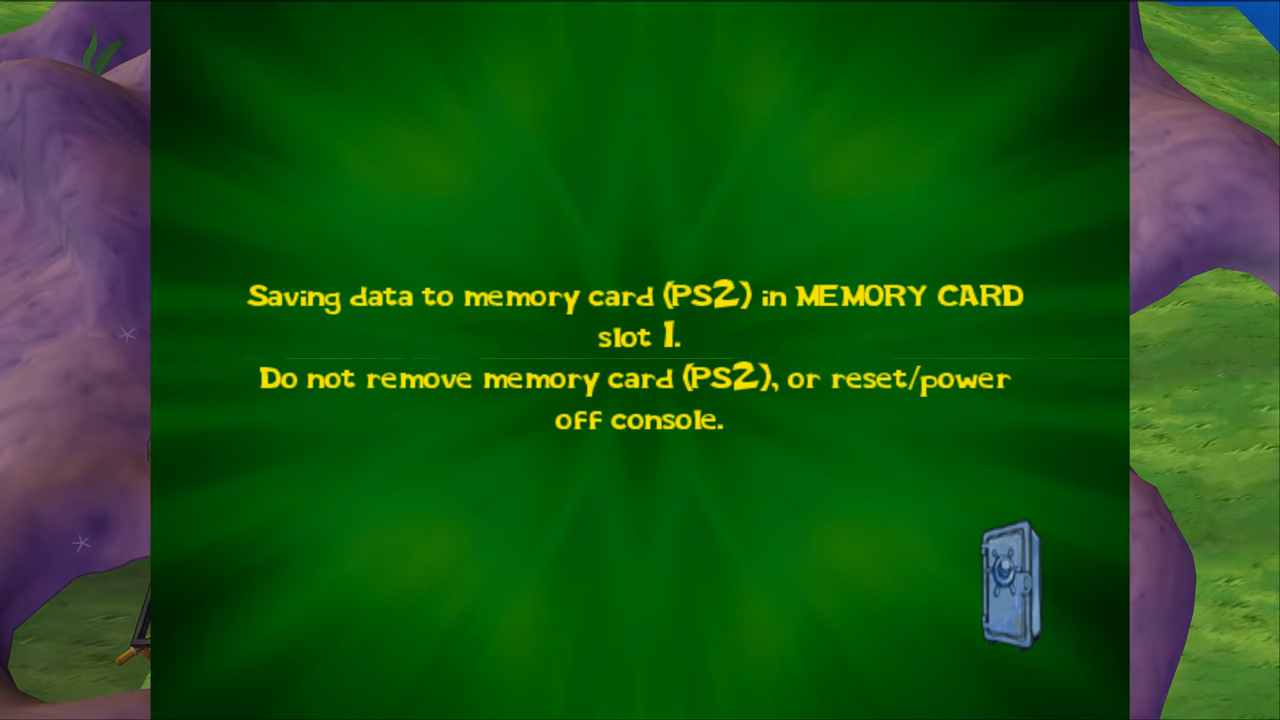 Saving data to memory card (PS2) in MEMORY CARD
slot 1.
Do not remove memory card (PS2), or reset/power
off console.